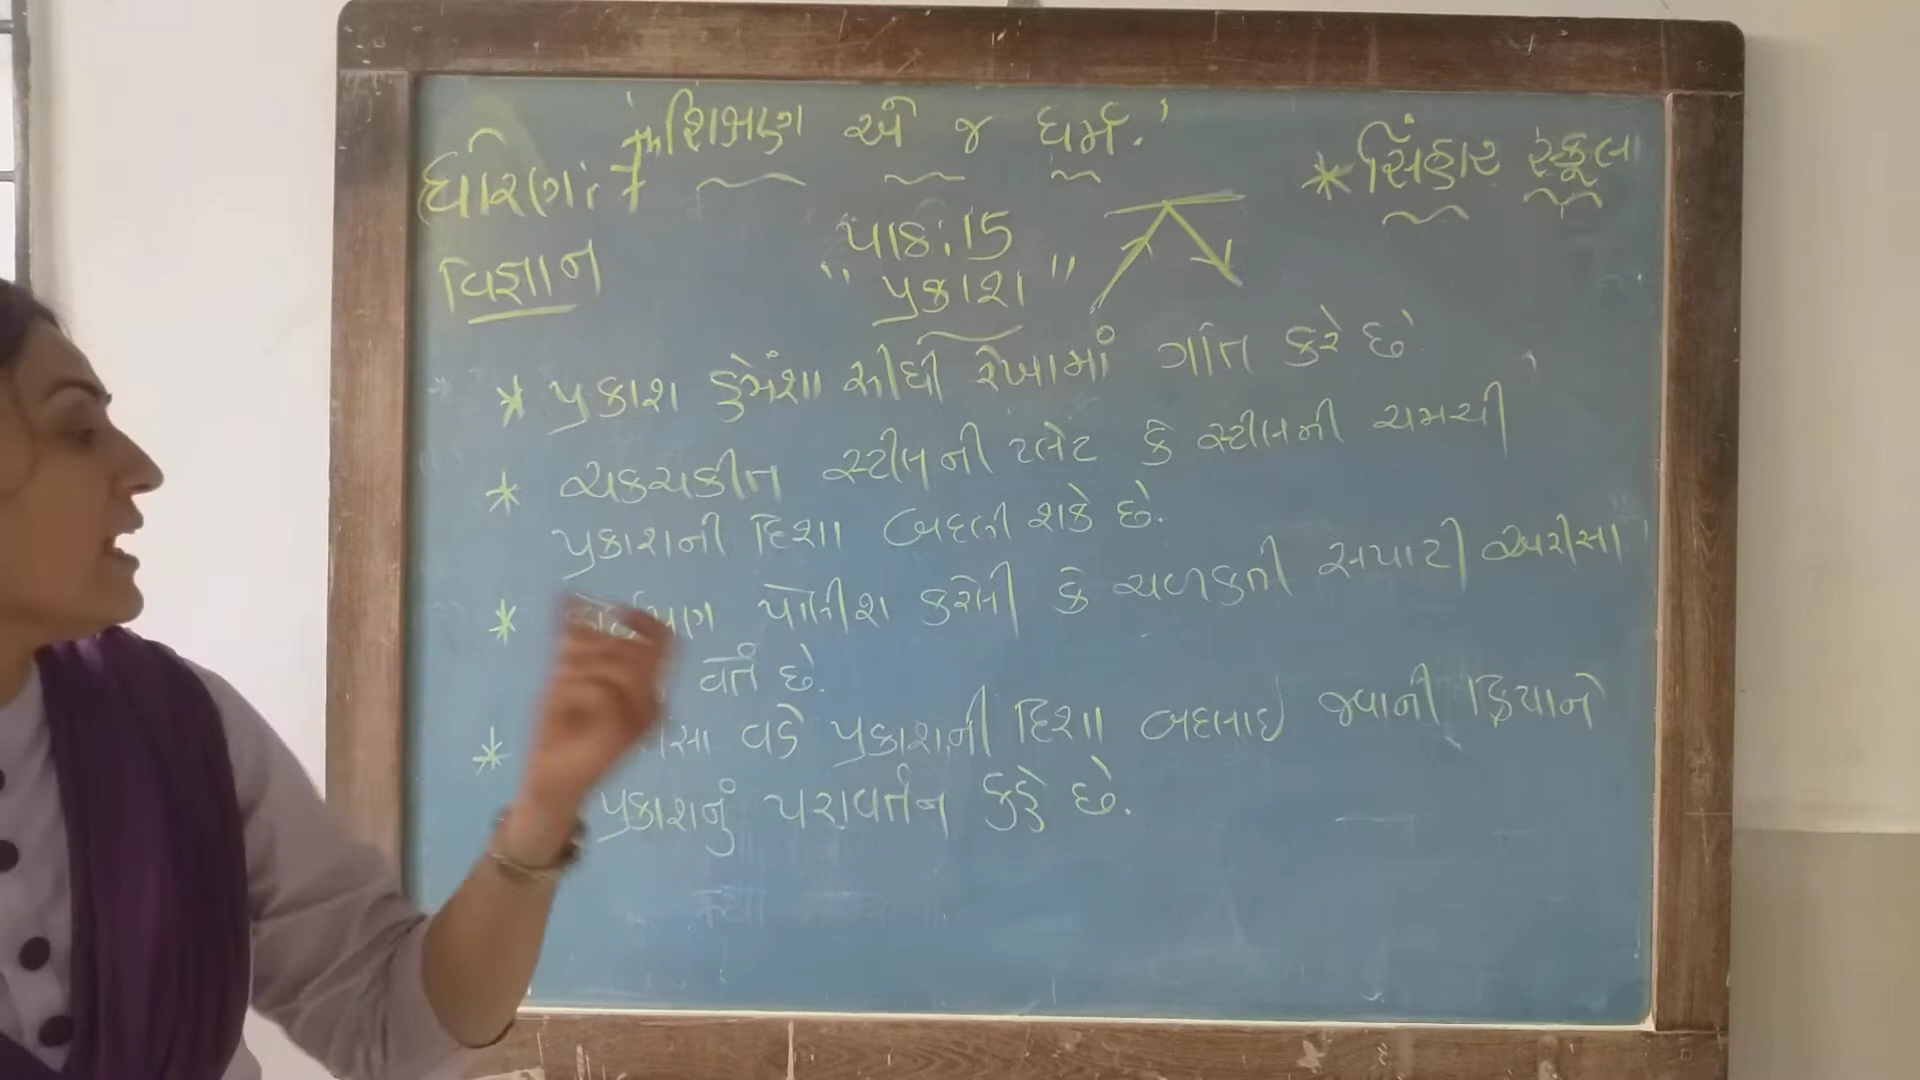 "શિક્ષણ એ જ ધર્મ."
ધોરણ: 7
* સિંહાર સ્કૂલ
વિજ્ઞાન
પાઠ:15
"પ્રકાશ"
* પ્રકાશ હંમેશા સીધી રેખામાં ગતિ કરે છે
* ચકચકીત સ્ટીલની પ્લેટ કે સ્ટીલની ચમચી
પ્રકાશની દિશા બદલી શકે છે.
* પોલીશ કરેલી કે ચળકતી સપાટી અરીસા
વર્તે છે.
* વડે પ્રકાશની દિશા બદલાઇ જવાની ક્રિયાને
પ્રકાશનું પરાવર્તન કહે છે.